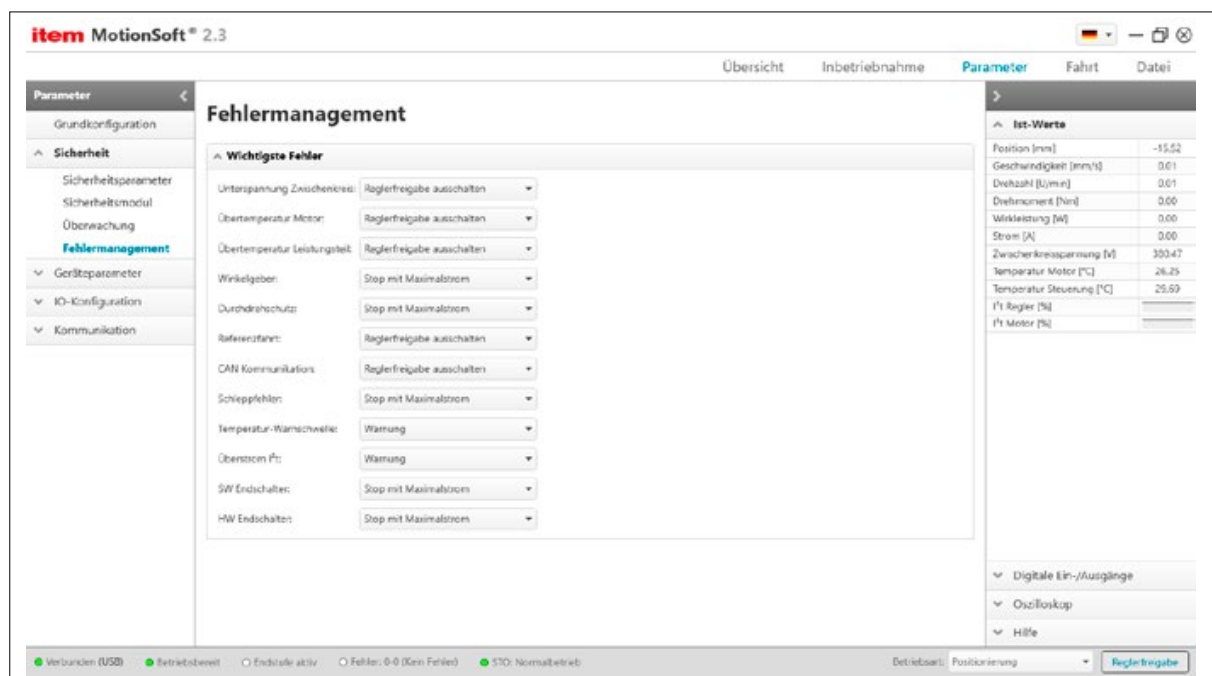 item MotionSoft® 2.3
Übersicht Inbetriebnahme Parameter Fahrt Datei
Parameter
Grundkonfiguration
Sicherheit
Sicherheitsparameter
Sicherheitsmodul
Überwachung
Fehlermanagement
Geräteparameter
IO-Konfiguration
Kommunikation
Fehlermanagement
Wichtigste Fehler
Unterspannung Zwischenkreis: Reglerfreigabe ausschalten
Übertemperatur Motor: Reglerfreigabe ausschalten
Übertemperatur Leistungsteil: Reglerfreigabe ausschalten
Winkelgeber: Stop mit Maximalstrom
Durchdrehschutz: Stop mit Maximalstrom
Referenzfahrt: Reglerfreigabe ausschalten
CAN Kommunikation: Reglerfreigabe ausschalten
Schleppfehler: Stop mit Maximalstrom
Temperatur-Warnschwelle: Warnung
Überstrom I²t: Warnung
SW Endschalter: Stop mit Maximalstrom
HW Endschalter: Stop mit Maximalstrom
Ist-Werte
Position [mm] -15.52
Geschwindigkeit [mm/s] 0.01
Drehzahl [U/min] 0.01
Drehmoment [Nm] 0.00
Wirkleistung [W] 0.00
Strom [A] 0.00
Zwischenkreisspannung [V] 380.47
Temperatur Motor [°C] 26.25
Temperatur Steuerung [°C] 29.69
I²t Regler [%]
I²t Motor [%]
Digitale Ein-/Ausgänge
Oszilloskop
Hilfe
Verbunden (USB) Betriebsbereit Endstufe aktiv Fehler: 0-0 (Kein Fehler) STO: Normalbetrieb Betriebsart: Positionierung Reglerfreigabe